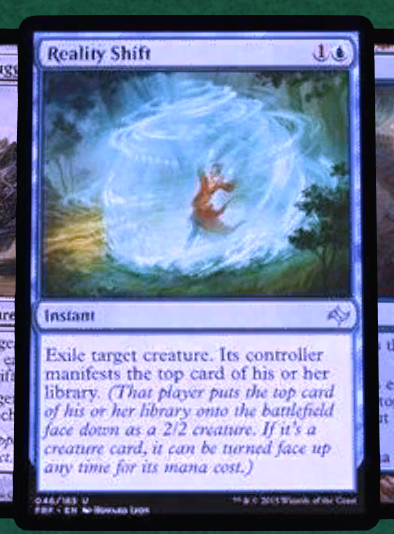 Reality Shift 1
Instant
Exile target creature. Its controller
manifests the top card of his or her
library. (That player puts the top card
of his or her library onto the battlefield
face down as a 2/2 creature. If it's a
creature card, it can be turned face up
any time for its mana cost.)
046/185 U
FRF • EN Howard Lyon
™ & © 2015 Wizards of the Coast